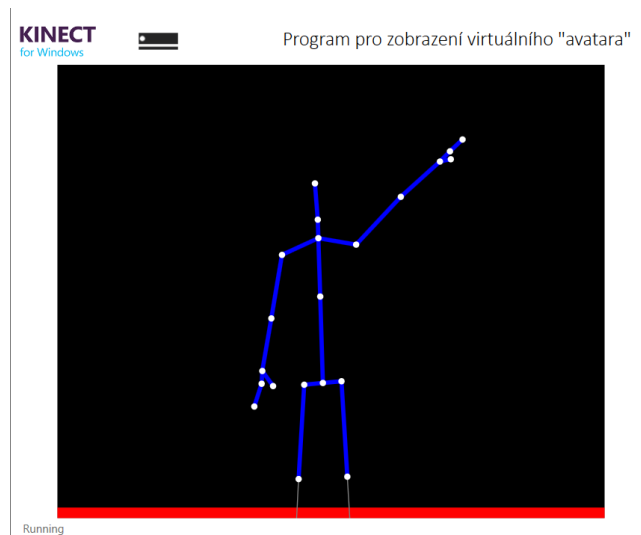 KINECT
for Windows
Program pro zobrazení virtuálního "avatara"
Running